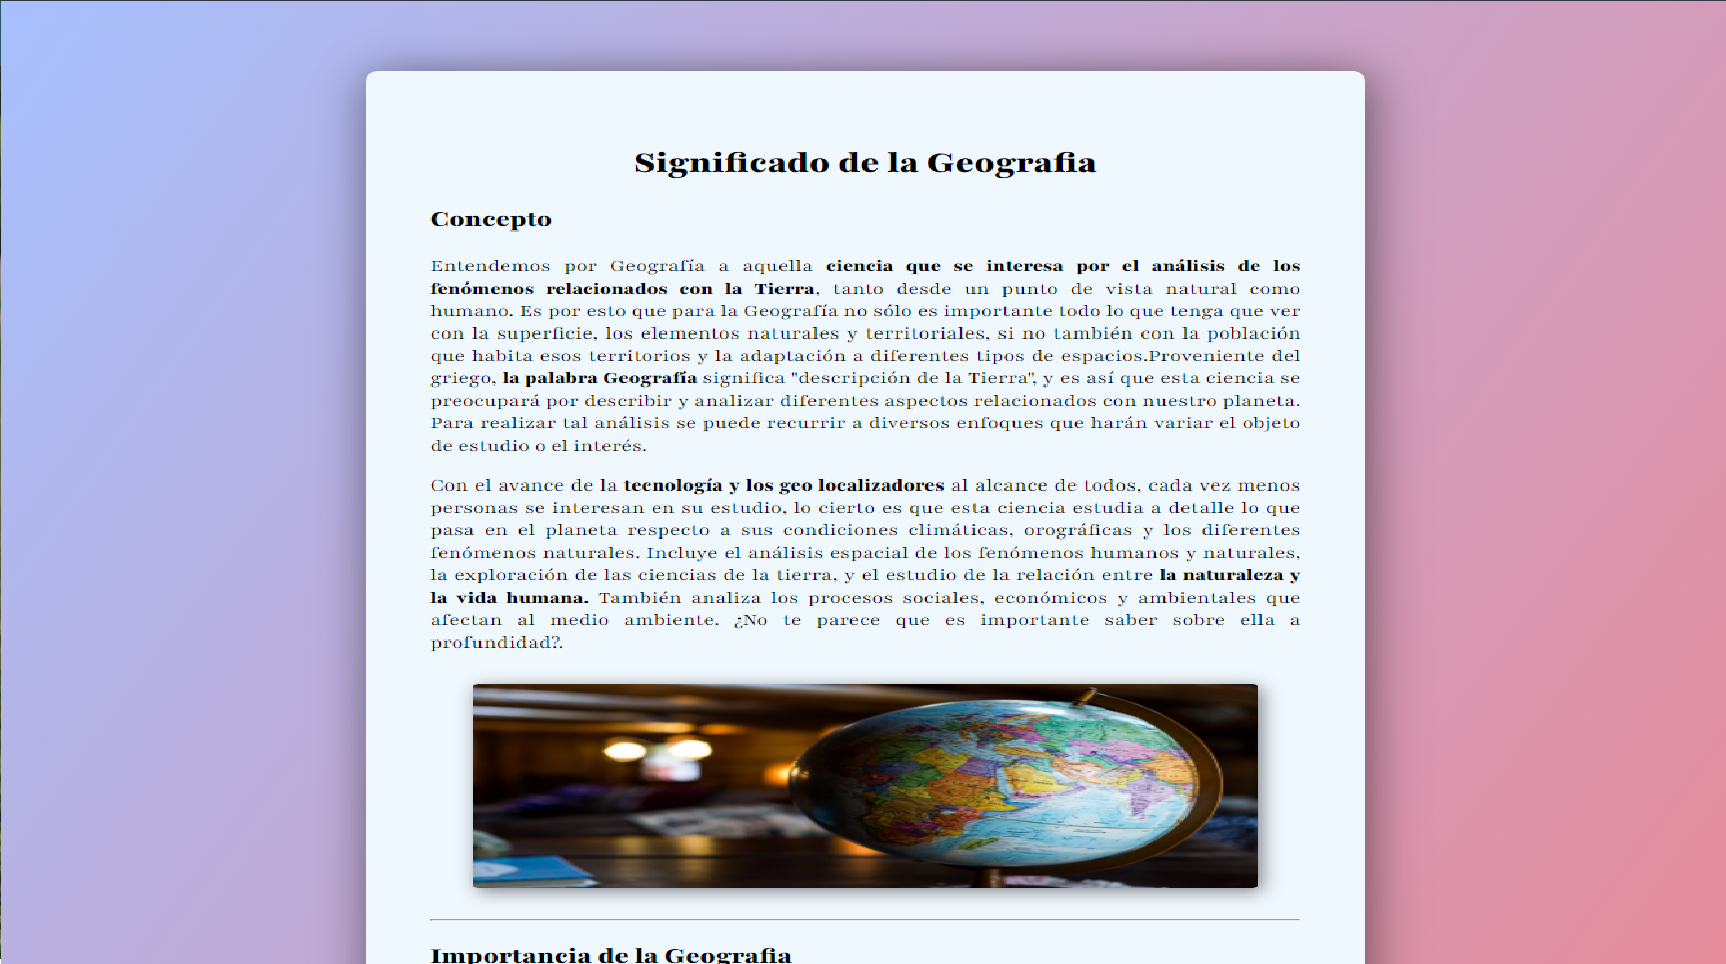 Significado de la Geografia
Concepto
Entendemos por Geografía a aquella ciencia que se interesa por el análisis de los
fenómenos relacionados con la Tierra, tanto desde un punto de vista natural como
humano. Es por esto que para la Geografía no sólo es importante todo lo que tenga que ver
con la superficie, los elementos naturales y territoriales, si no también con la población
que habita esos territorios y la adaptación a diferentes tipos de espacios.Proveniente del
griego, la palabra Geografía significa "descripción de la Tierra", y es así que esta ciencia se
preocupará por describir y analizar diferentes aspectos relacionados con nuestro planeta.
Para realizar tal análisis se puede recurrir a diversos enfoques que harán variar el objeto
de estudio o el interés.
Con el avance de la tecnología y los geo localizadores al alcance de todos, cada vez menos
personas se interesan en su estudio, lo cierto es que esta ciencia estudia a detalle lo que
pasa en el planeta respecto a sus condiciones climáticas, orográficas y los diferentes
fenómenos naturales. Incluye el análisis espacial de los fenómenos humanos y naturales,
la exploración de las ciencias de la tierra, y el estudio de la relación entre la naturaleza y
la vida humana. También analiza los procesos sociales, económicos y ambientales que
afectan al medio ambiente. ¿No te parece que es importante saber sobre ella a
profundidad?.
Importancia de la Geografia